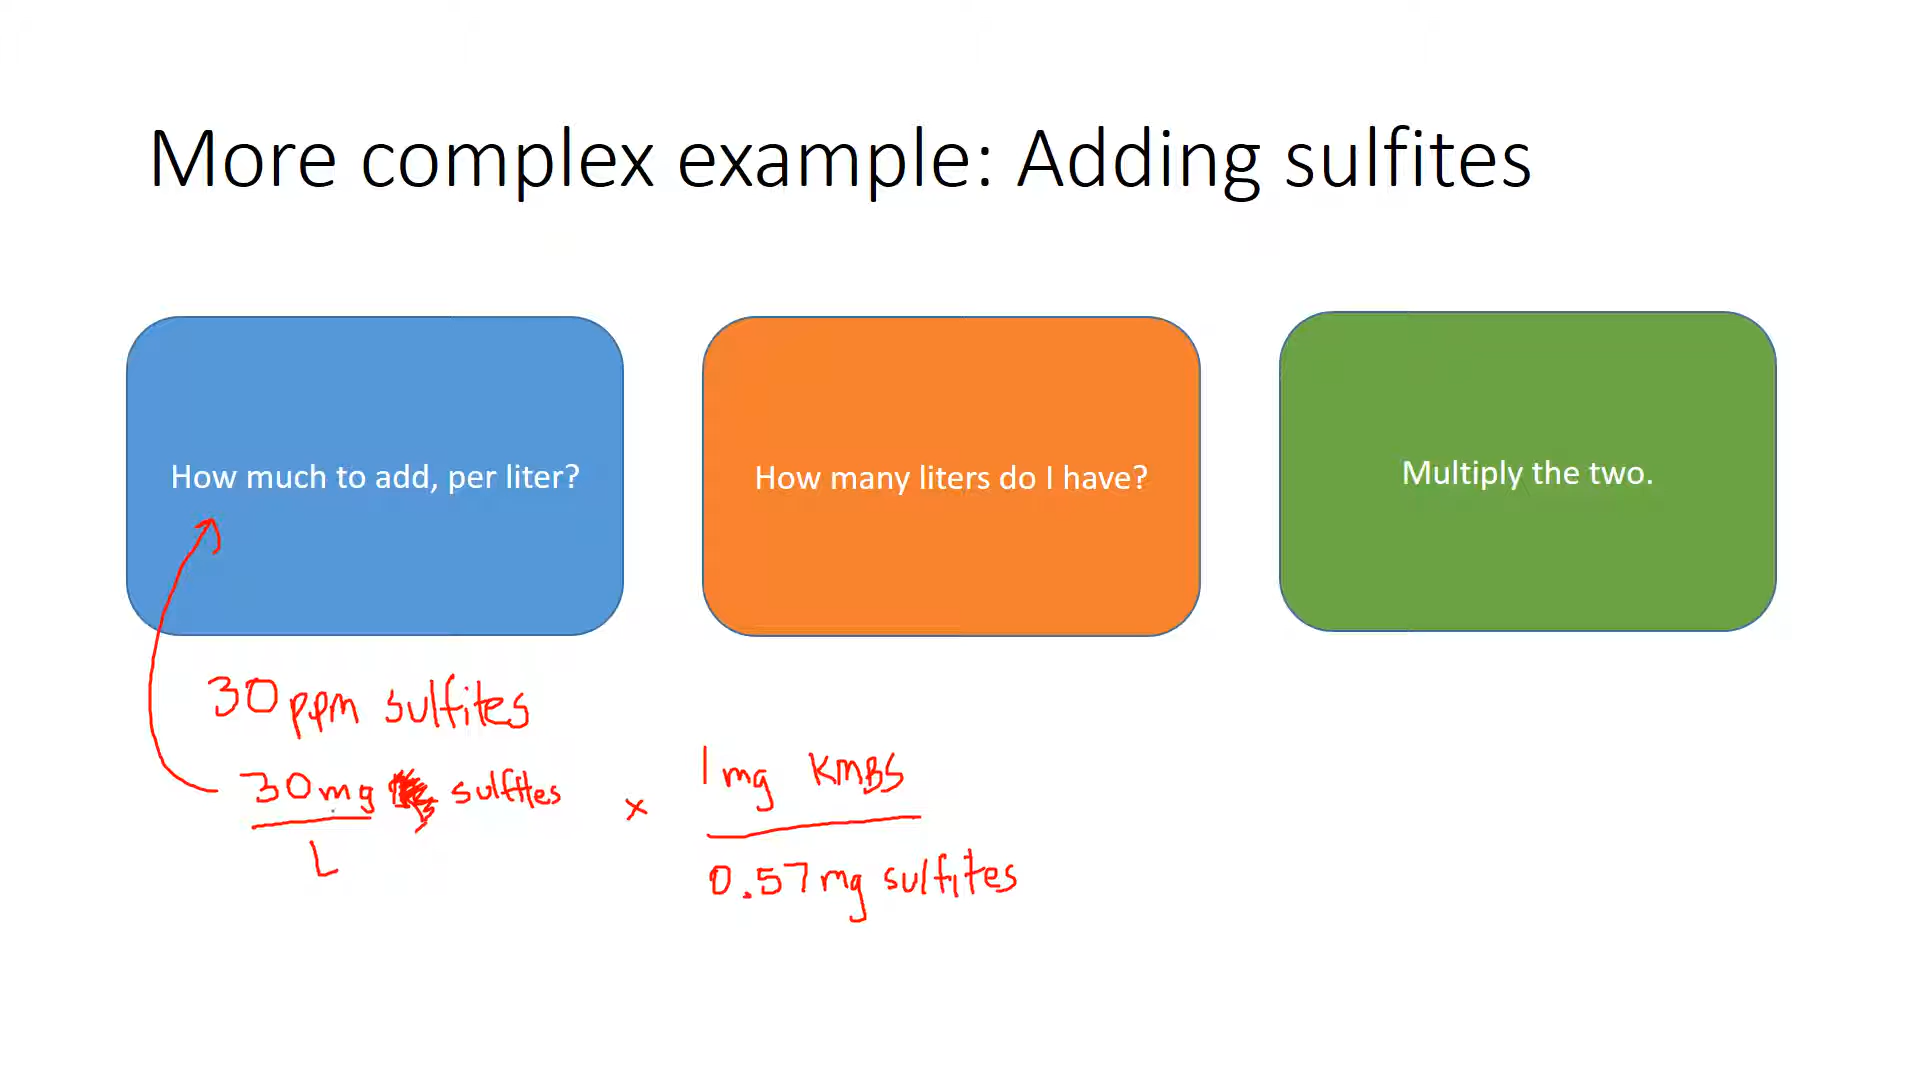 More complex example: Adding sulfites
How much to add, per liter?
How many liters do I have?
Multiply the two.
30 ppm sulfites
30 mg sulfites
L
x
1 mg KMBS
0.57 mg sulfites